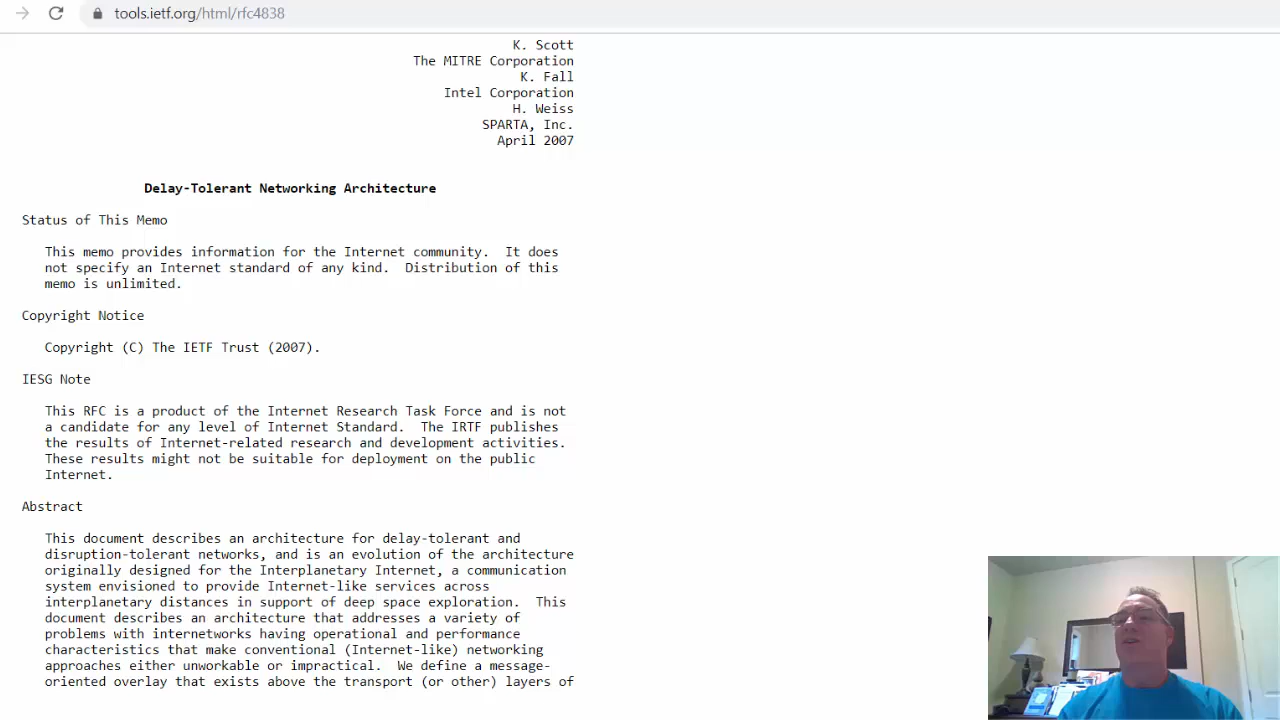 tools.ietf.org/html/rfc4838
K. Scott
The MITRE Corporation
K. Fall
Intel Corporation
H. Weiss
SPARTA, Inc.
April 2007
Delay-Tolerant Networking Architecture
Status of This Memo
This memo provides information for the Internet community. It does
not specify an Internet standard of any kind. Distribution of this
memo is unlimited.
Copyright Notice
Copyright (C) The IETF Trust (2007).
IESG Note
This RFC is a product of the Internet Research Task Force and is not
a candidate for any level of Internet Standard. The IRTF publishes
the results of Internet-related research and development activities.
These results might not be suitable for deployment on the public
Internet.
Abstract
This document describes an architecture for delay-tolerant and
disruption-tolerant networks, and is an evolution of the architecture
originally designed for the Interplanetary Internet, a communication
system envisioned to provide Internet-like services across
interplanetary distances in support of deep space exploration. This
document describes an architecture that addresses a variety of
problems with internetworks having operational and performance
characteristics that make conventional (Internet-like) networking
approaches either unworkable or impractical. We define a message-
oriented overlay that exists above the transport (or other) layers of